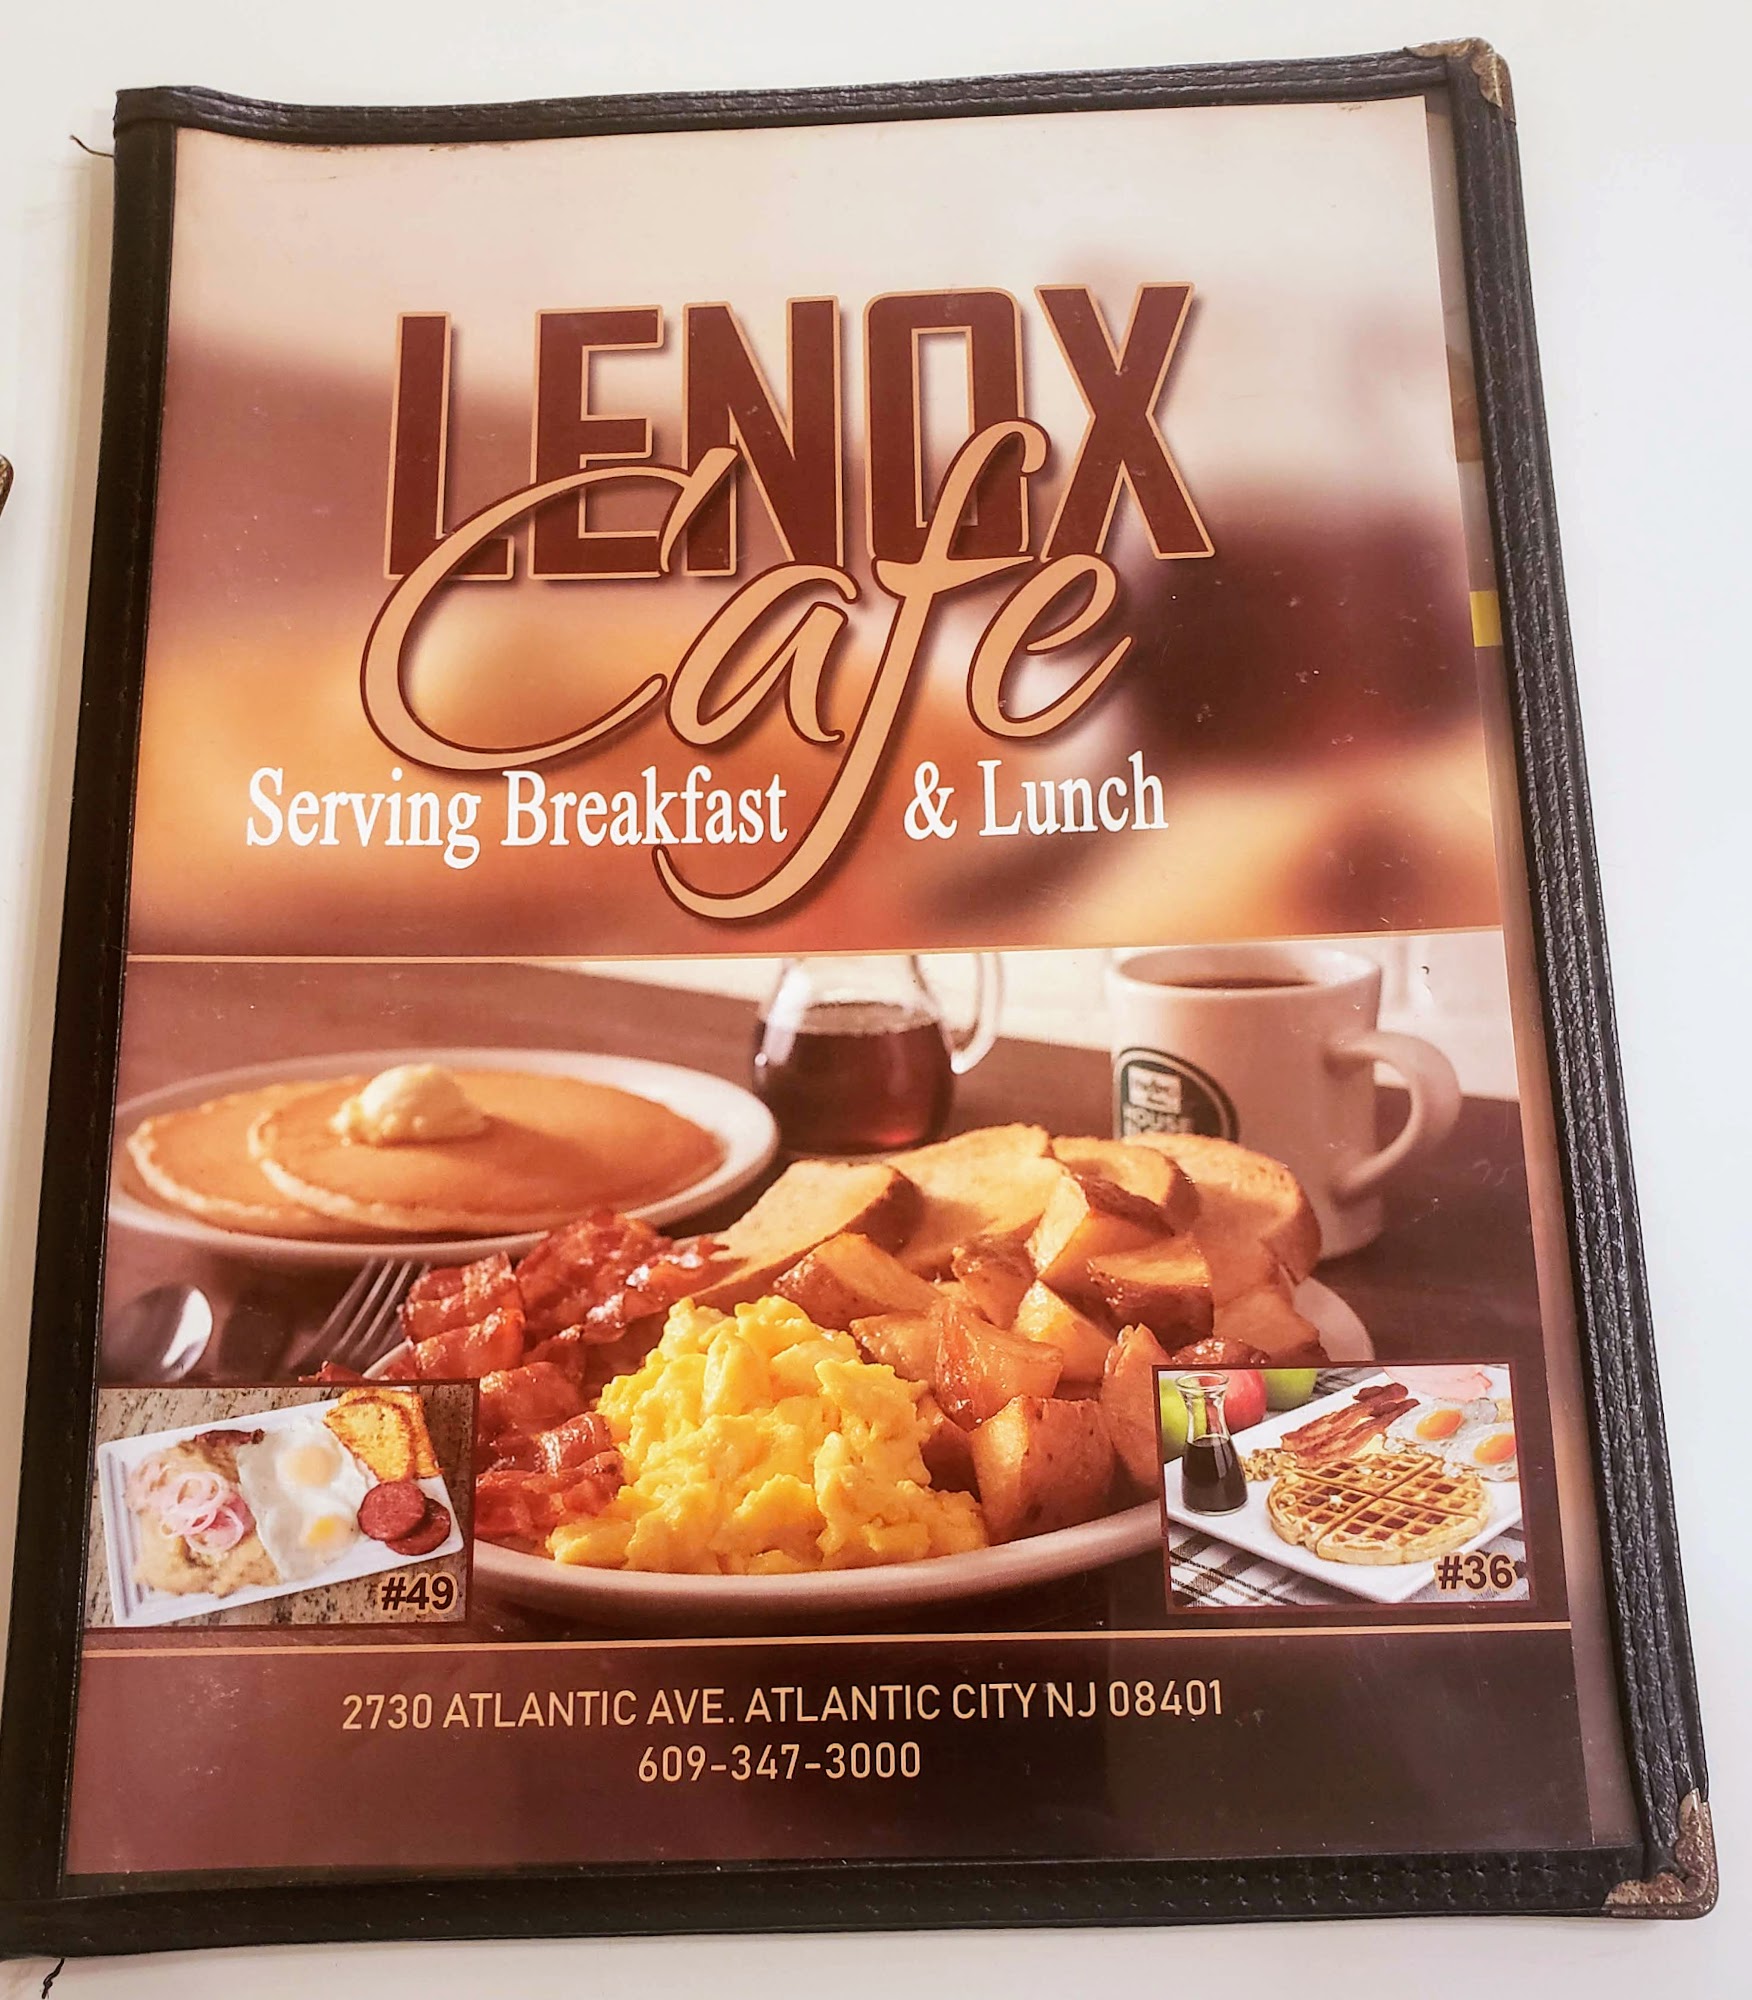 LENOX
Cafe
Serving Breakfast & Lunch
#49
#36
2730 ATLANTIC AVE. ATLANTIC CITY NJ 08401
609-347-3000